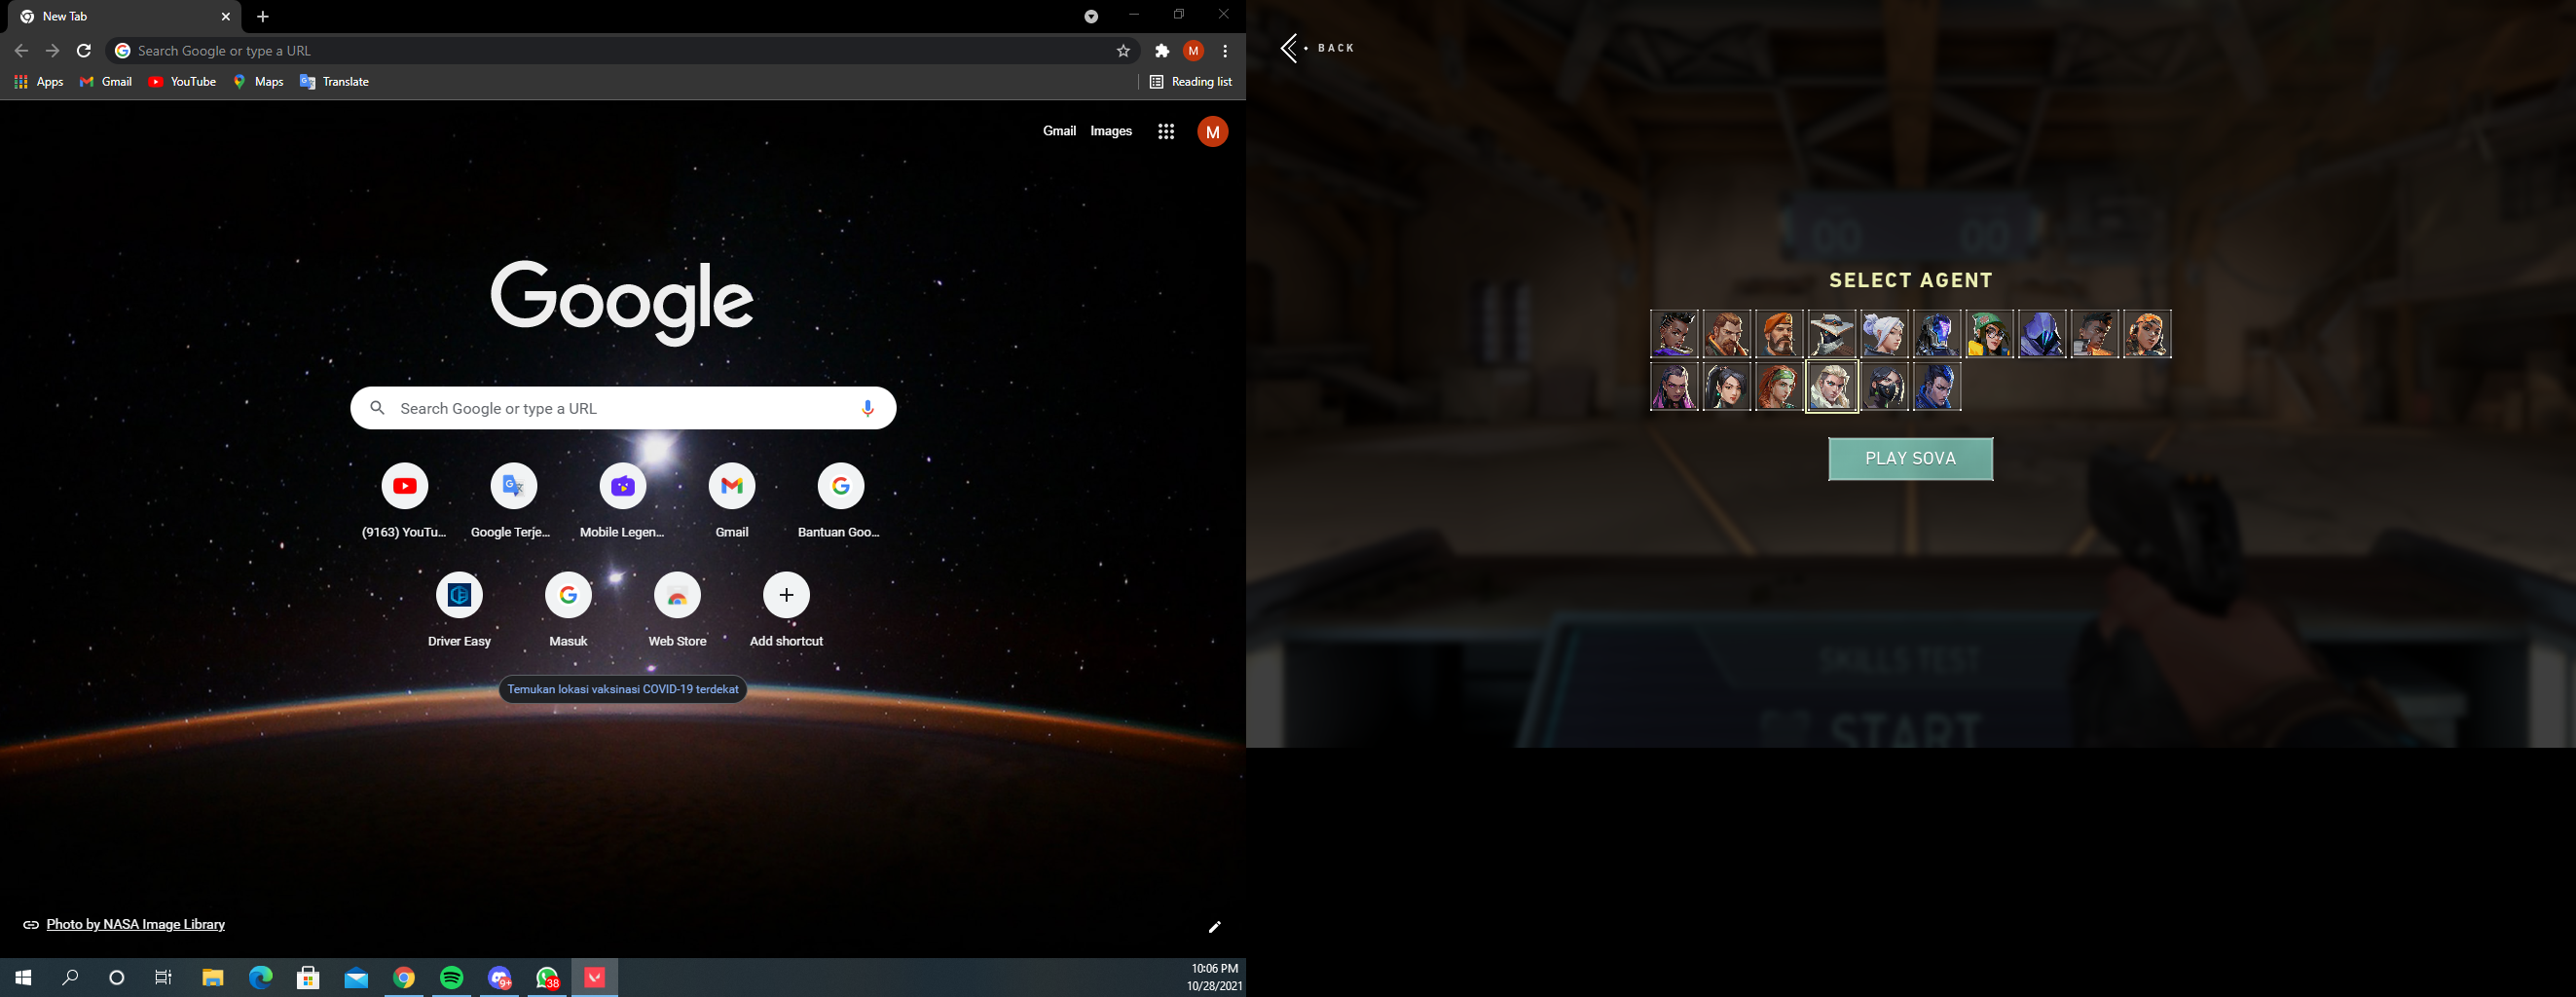 New Tab
Search Google or type a URL
M
Apps
Gmail
YouTube
Maps
Translate
Reading list
Gmail
Images
M
Google
Search Google or type a URL
(9163) YouTu...
Google Terje...
Mobile Legen...
Gmail
Bantuan Goo...
Driver Easy
Masuk
Web Store
Add shortcut
Temukan lokasi vaksinasi COVID-19 terdekat
Photo by NASA Image Library
9+
38
10:06 PM
10/28/2021
BACK
00 00
SELECT AGENT
PLAY SOVA
SKILLS TEST
START